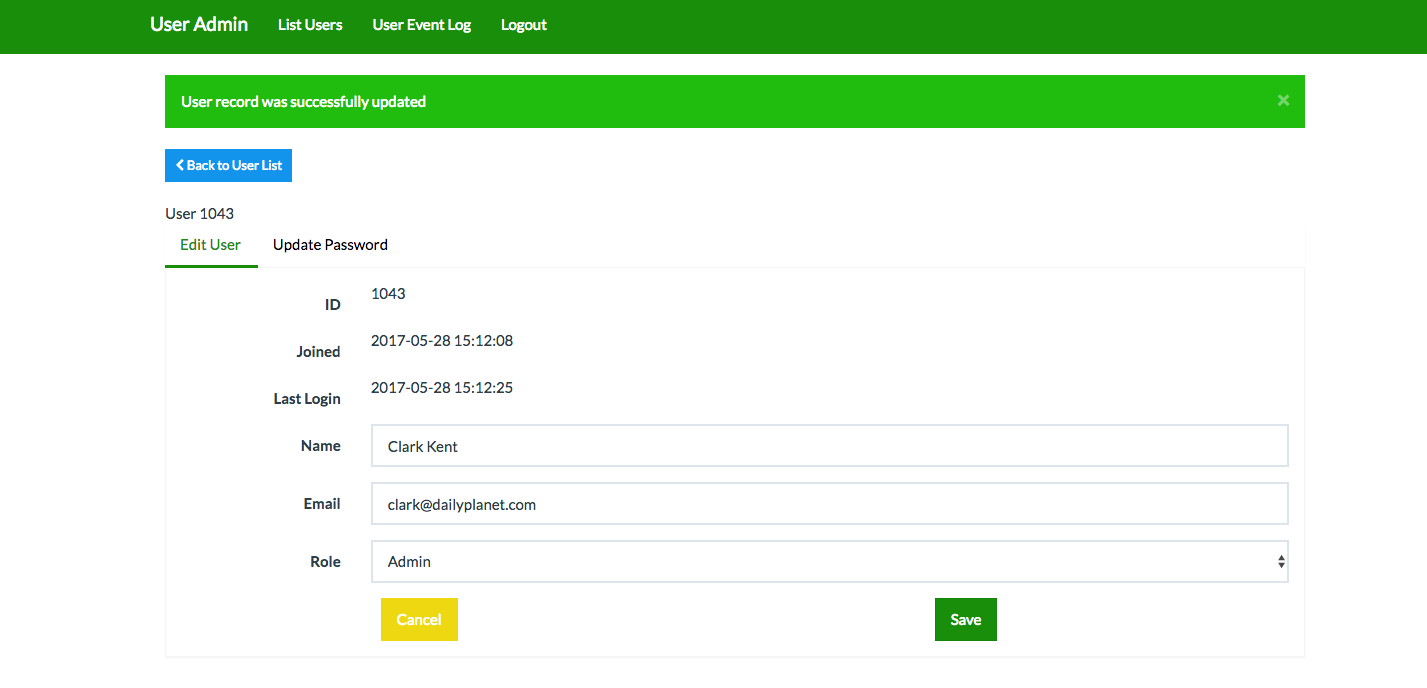 User Admin List Users User Event Log Logout
User record was successfully updated ×
Back to User List
User 1043
Edit User Update Password
ID 1043
Joined 2017-05-28 15:12:08
Last Login 2017-05-28 15:12:25
Name Clark Kent
Email clark@dailyplanet.com
Role Admin
Cancel Save